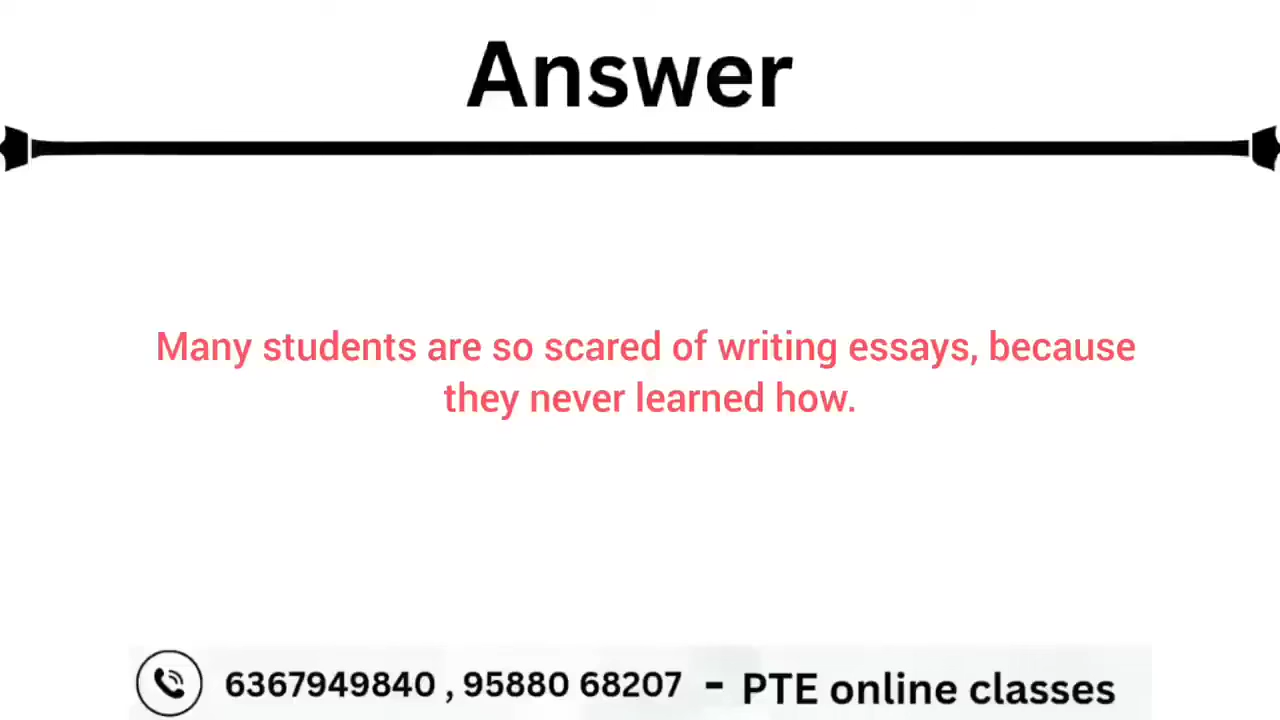 Answer
Many students are so scared of writing essays, because
they never learned how.
6367949840 , 95880 68207 - PTE online classes